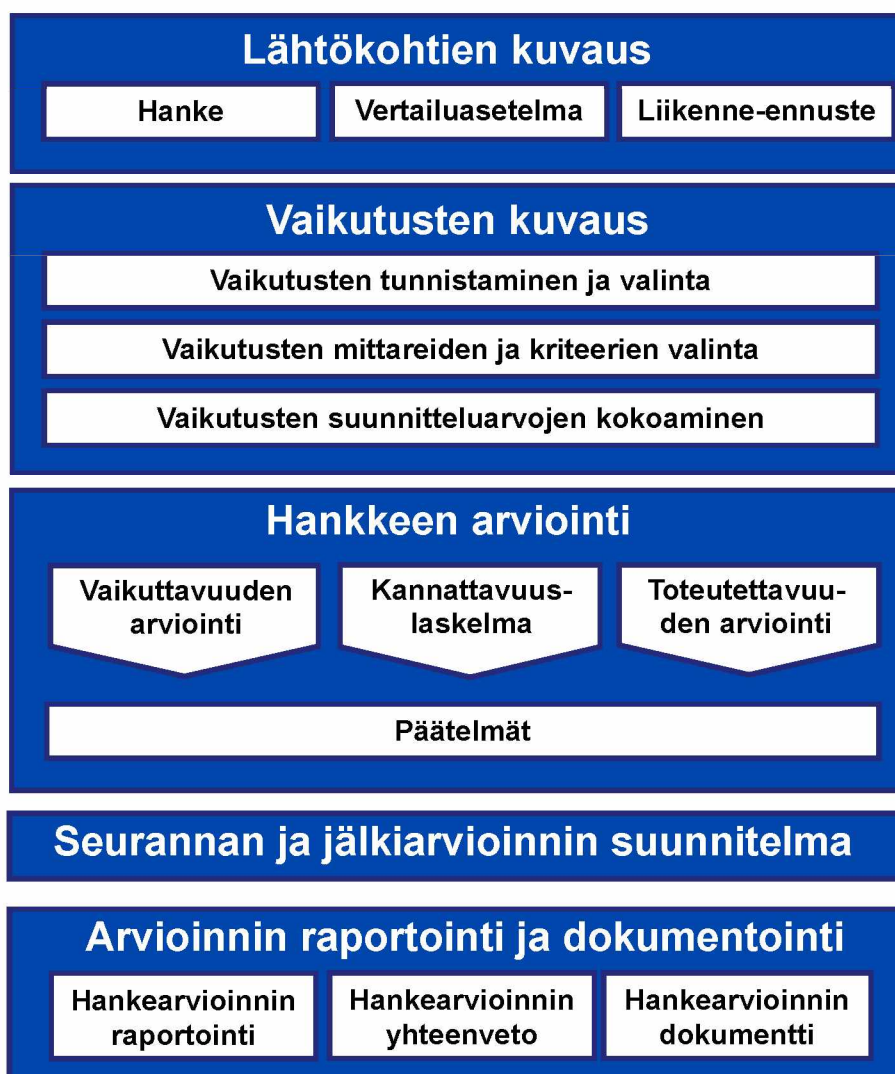 Lähtökohtien kuvaus
Hanke
Vertailuasetelma
Liikenne-ennuste
Vaikutusten kuvaus
Vaikutusten tunnistaminen ja valinta
Vaikutusten mittareiden ja kriteerien valinta
Vaikutusten suunnitteluarvojen kokoaminen
Hankkeen arviointi
Vaikuttavuuden
arviointi
Kannattavuus-
laskelma
Toteutettavuu-
den arviointi
Päätelmät
Seurannan ja jälkiarvioinnin suunnitelma
Arvioinnin raportointi ja dokumentointi
Hankearvioinnin
raportointi
Hankearvioinnin
yhteenveto
Hankearvioinnin
dokumentti